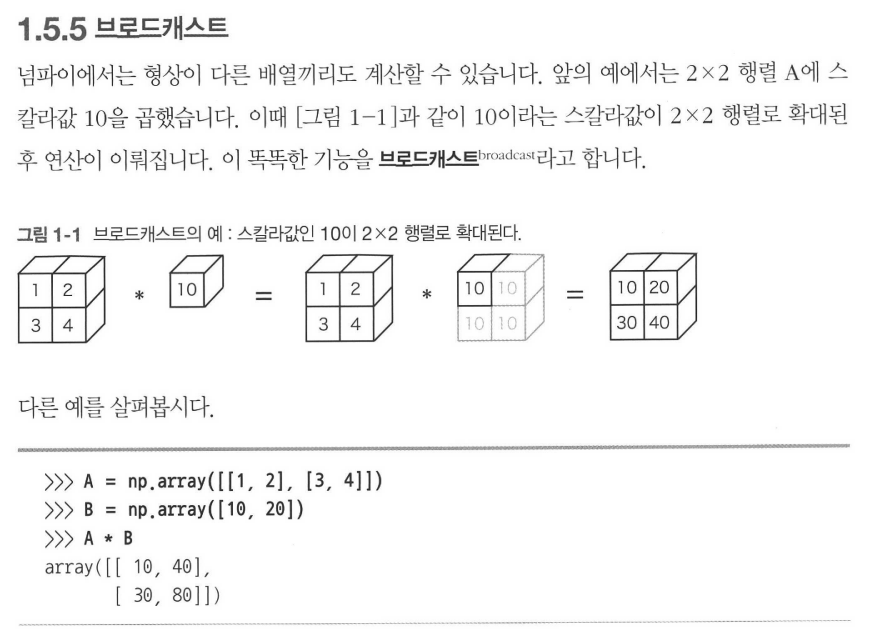 1.5.5 브로드캐스트
넘파이에서는 형상이 다른 배열끼리도 계산할 수 있습니다. 앞의 예에서는 2×2 행렬 A에 스
칼라값 10을 곱했습니다. 이때 [그림 1-1]과 같이 10이라는 스칼라값이 2×2 행렬로 확대된
후 연산이 이뤄집니다. 이 똑똑한 기능을 브로드캐스트broadcast라고 합니다.
그림 1-1 브로드캐스트의 예 : 스칼라값인 10이 2×2 행렬로 확대된다.
1 2 * 10 = 1 2 * 10 10 = 10 20
3 4 3 4 10 10 30 40
다른 예를 살펴봅시다.
>>> A = np.array([[1, 2], [3, 4]])
>>> B = np.array([10, 20])
>>> A * B
array([[ 10, 40],
[ 30, 80]])